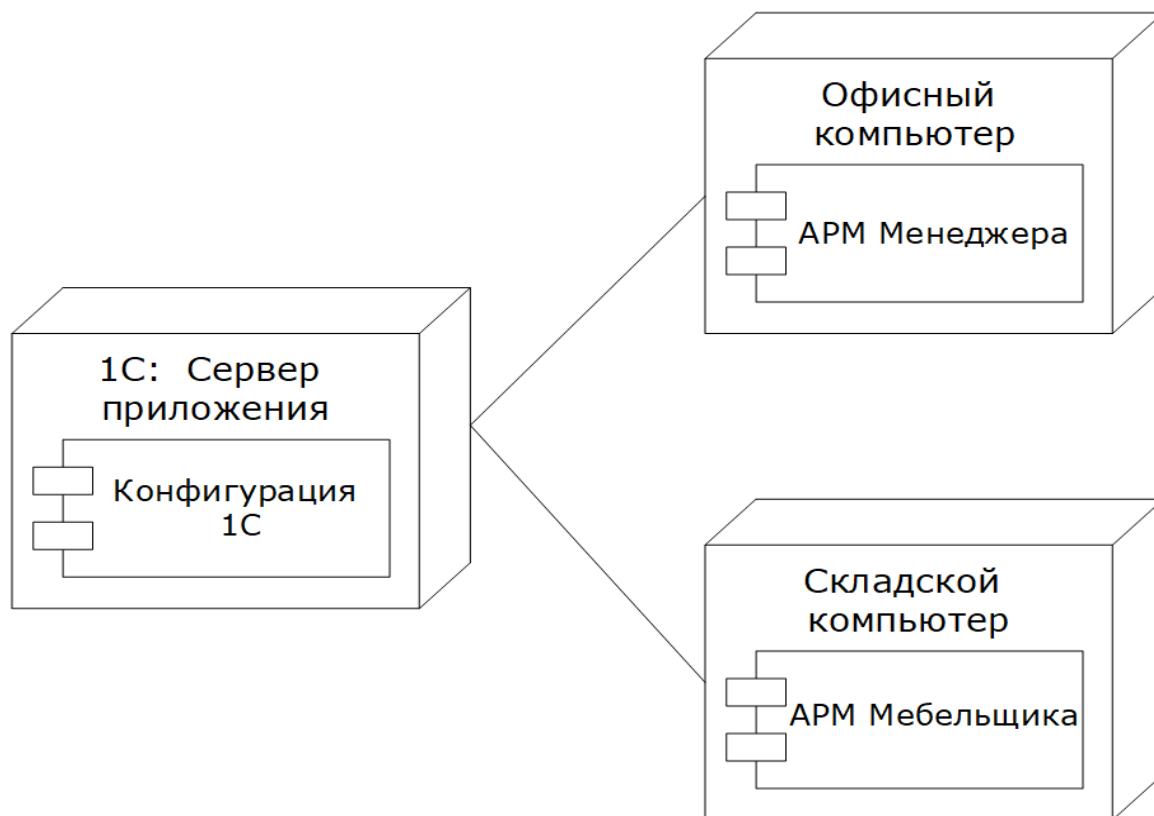 Офисный
компьютер
АРМ Менеджера
1С: Сервер
приложения
Конфигурация
1С
Складской
компьютер
АРМ Мебельщика